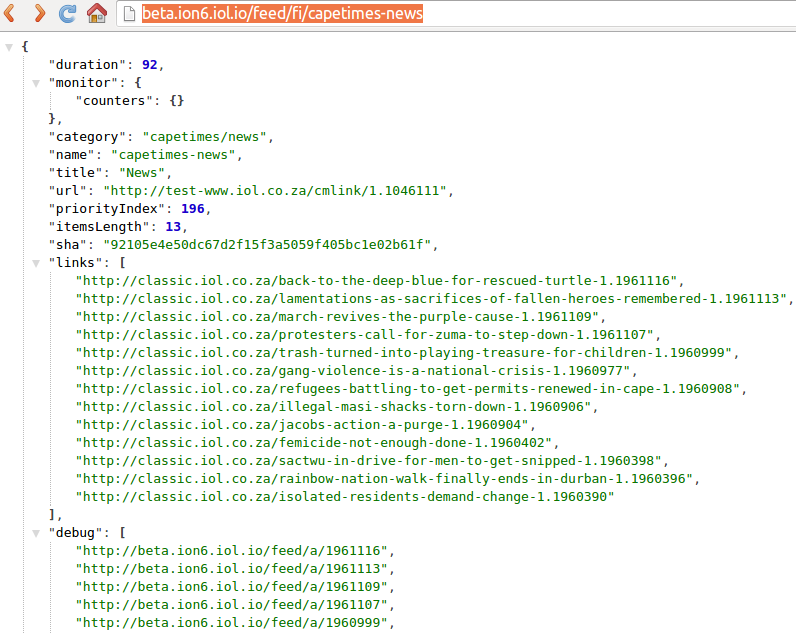 beta.ion6.iol.io/feed/fi/capetimes-news
{
"duration": 92,
"monitor": {
"counters": {}
},
"category": "capetimes/news",
"name": "capetimes-news",
"title": "News",
"url": "http://test-www.iol.co.za/cmlink/1.1046111",
"priorityIndex": 196,
"itemsLength": 13,
"sha": "92105e4e50dc67d2f15f3a5059f405bc1e02b61f",
"links": [
"http://classic.iol.co.za/back-to-the-deep-blue-for-rescued-turtle-1.1961116",
"http://classic.iol.co.za/lamentations-as-sacrifices-of-fallen-heroes-remembered-1.1961113",
"http://classic.iol.co.za/march-revives-the-purple-cause-1.1961109",
"http://classic.iol.co.za/protesters-call-for-zuma-to-step-down-1.1961107",
"http://classic.iol.co.za/trash-turned-into-playing-treasure-for-children-1.1960999",
"http://classic.iol.co.za/gang-violence-is-a-national-crisis-1.1960977",
"http://classic.iol.co.za/refugees-battling-to-get-permits-renewed-in-cape-1.1960908",
"http://classic.iol.co.za/illegal-masi-shacks-torn-down-1.1960906",
"http://classic.iol.co.za/jacobs-action-a-purge-1.1960904",
"http://classic.iol.co.za/femicide-not-enough-done-1.1960402",
"http://classic.iol.co.za/sactwu-in-drive-for-men-to-get-snipped-1.1960398",
"http://classic.iol.co.za/rainbow-nation-walk-finally-ends-in-durban-1.1960396",
"http://classic.iol.co.za/isolated-residents-demand-change-1.1960390"
],
"debug": [
"http://beta.ion6.iol.io/feed/a/1961116",
"http://beta.ion6.iol.io/feed/a/1961113",
"http://beta.ion6.iol.io/feed/a/1961109",
"http://beta.ion6.iol.io/feed/a/1961107",
"http://beta.ion6.iol.io/feed/a/1960999",